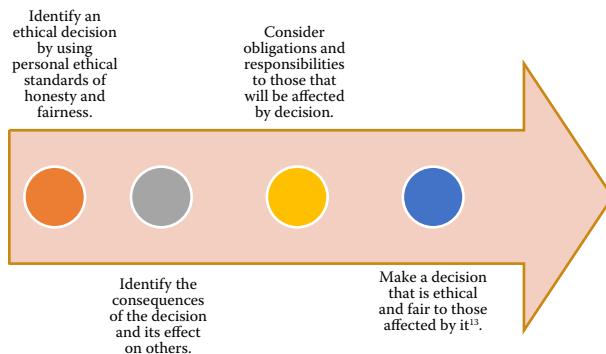 Identify an
ethical decision
by using
personal ethical
standards of
honesty and
fairness.
Identify the
consequences
of the decision
and its effect
on others.
Consider
obligations and
responsibilities
to those that
will be affected
by decision.
Make a decision
that is ethical
and fair to those
affected by it¹³.